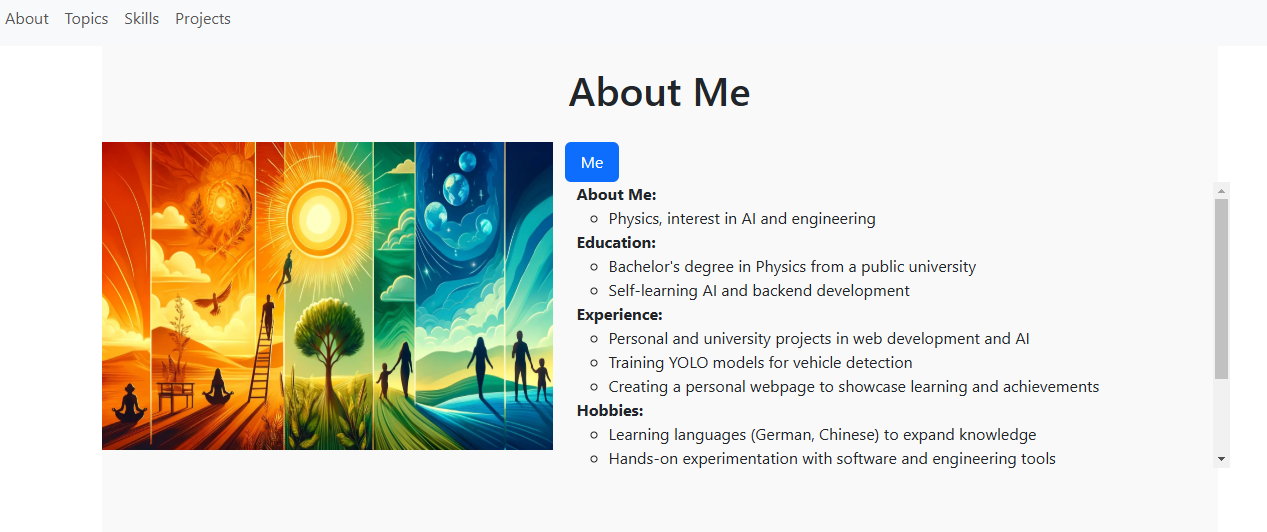 About Topics Skills Projects
About Me
Me
About Me:
Physics, interest in AI and engineering
Education:
Bachelor's degree in Physics from a public university
Self-learning AI and backend development
Experience:
Personal and university projects in web development and AI
Training YOLO models for vehicle detection
Creating a personal webpage to showcase learning and achievements
Hobbies:
Learning languages (German, Chinese) to expand knowledge
Hands-on experimentation with software and engineering tools